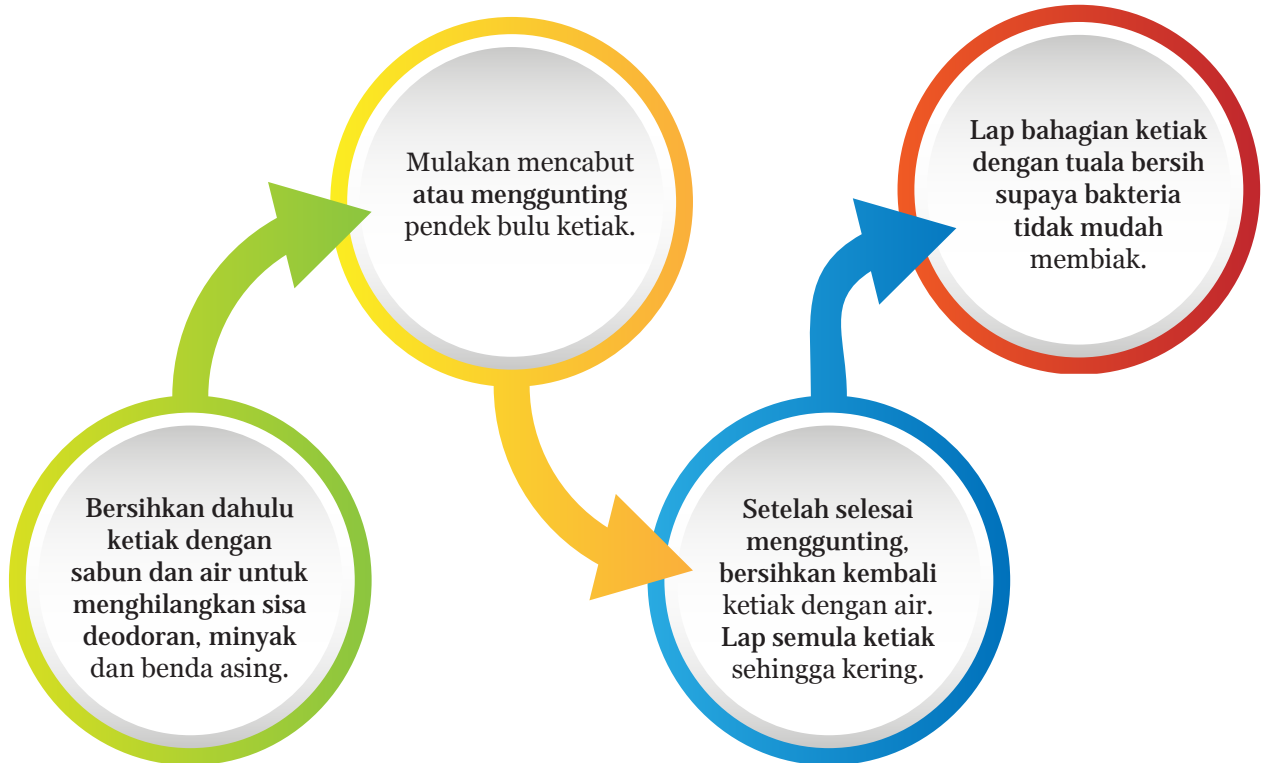 Bersihkan dahulu
ketiak dengan
sabun dan air untuk
menghilangkan sisa
deodoran, minyak
dan benda asing.
Mulakan mencabut
atau menggunting
pendek bulu ketiak.
Setelah selesai
menggunting,
bersihkan kembali
ketiak dengan air.
Lap semula ketiak
sehingga kering.
Lap bahagian ketiak
dengan tuala bersih
supaya bakteria
tidak mudah
membiak.